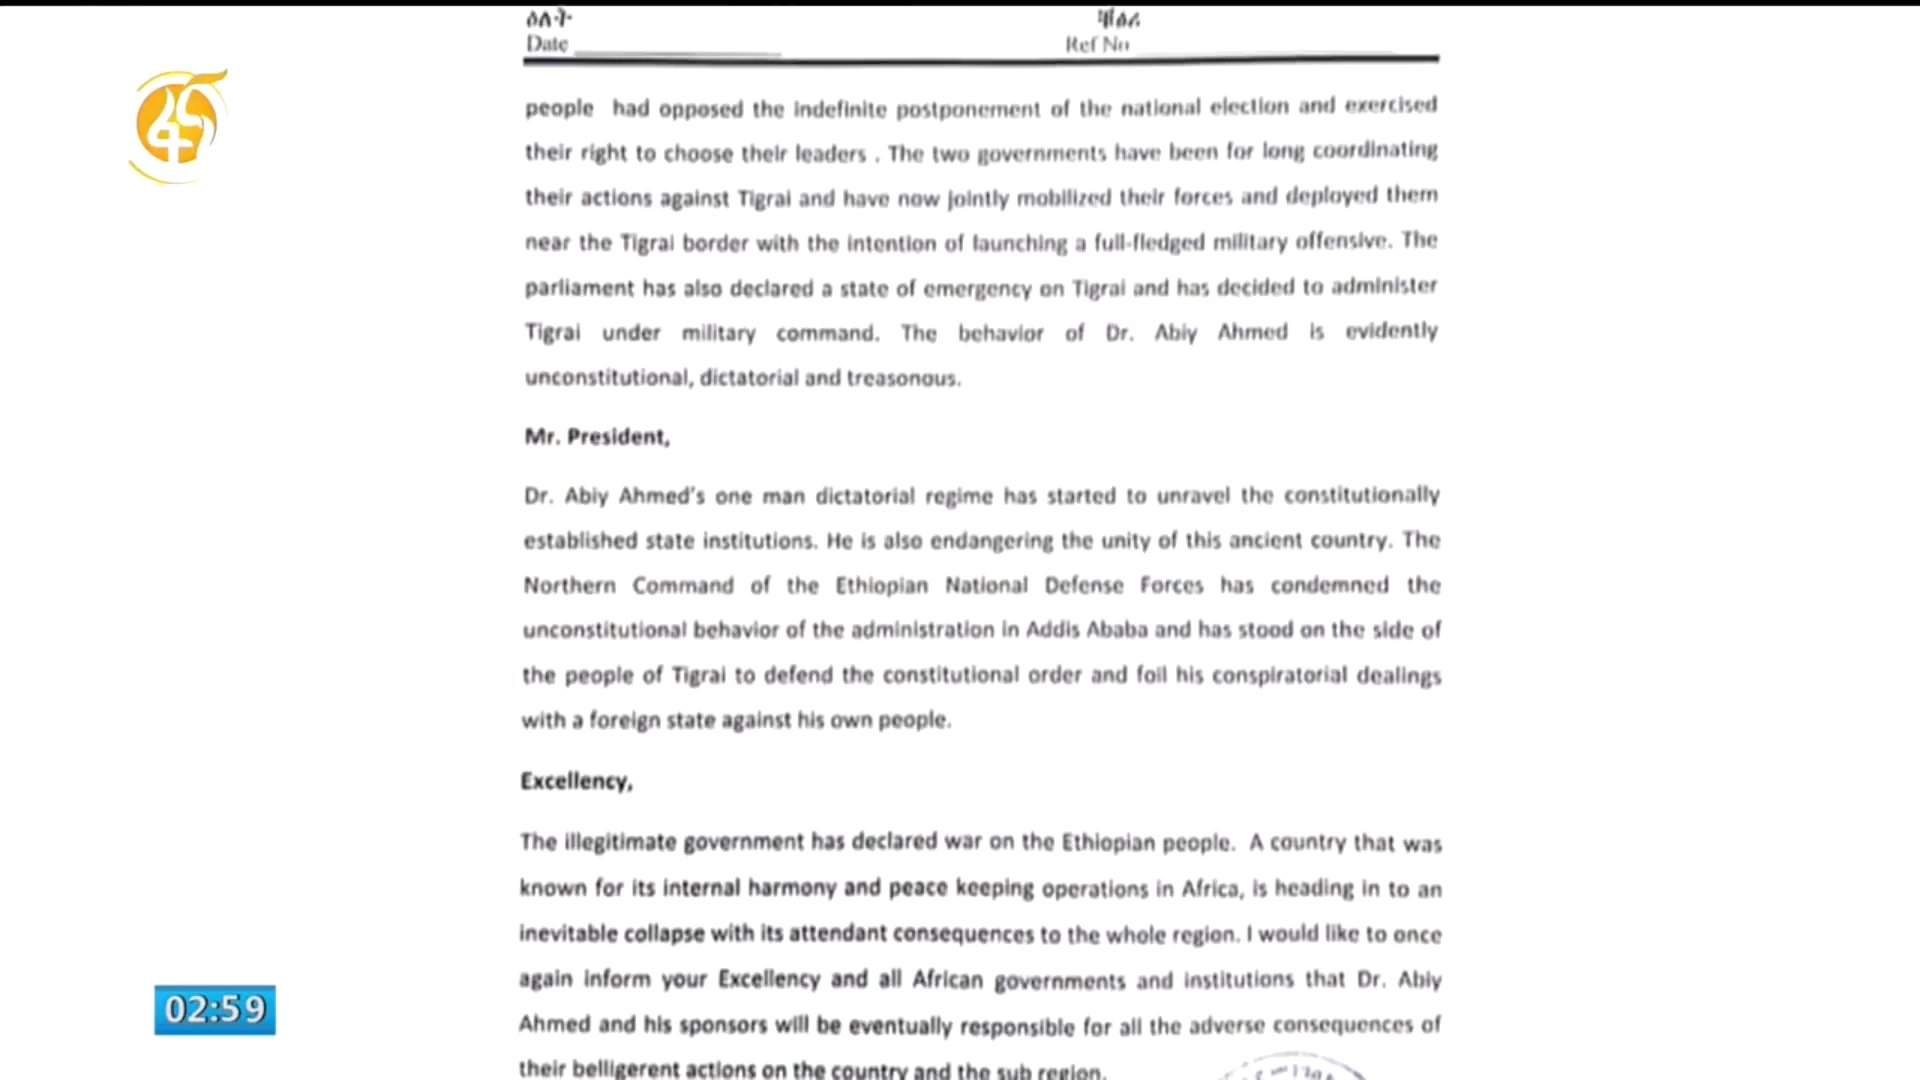 ዕለት
ቁጽሪ
Date
Ref No
people had opposed the indefinite postponement of the national election and exercised
their right to choose their leaders . The two governments have been for long coordinating
their actions against Tigrai and have now jointly mobilized their forces and deployed them
near the Tigrai border with the intention of launching a full-fledged military offensive. The
parliament has also declared a state of emergency on Tigrai and has decided to administer
Tigrai under military command. The behavior of Dr. Abiy Ahmed is evidently
unconstitutional, dictatorial and treasonous.
Mr. President,
Dr. Abiy Ahmed's one man dictatorial regime has started to unravel the constitutionally
established state institutions. He is also endangering the unity of this ancient country. The
Northern Command of the Ethiopian National Defense Forces has condemned the
unconstitutional behavior of the administration in Addis Ababa and has stood on the side of
the people of Tigrai to defend the constitutional order and foil his conspiratorial dealings
with a foreign state against his own people.
Excellency,
The illegitimate government has declared war on the Ethiopian people. A country that was
known for its internal harmony and peace keeping operations in Africa, is heading in to an
inevitable collapse with its attendant consequences to the whole region. I would like to once
again inform your Excellency and all African governments and institutions that Dr. Abiy
Ahmed and his sponsors will be eventually responsible for all the adverse consequences of
their belligerent actions on the country and the sub region.
02:59